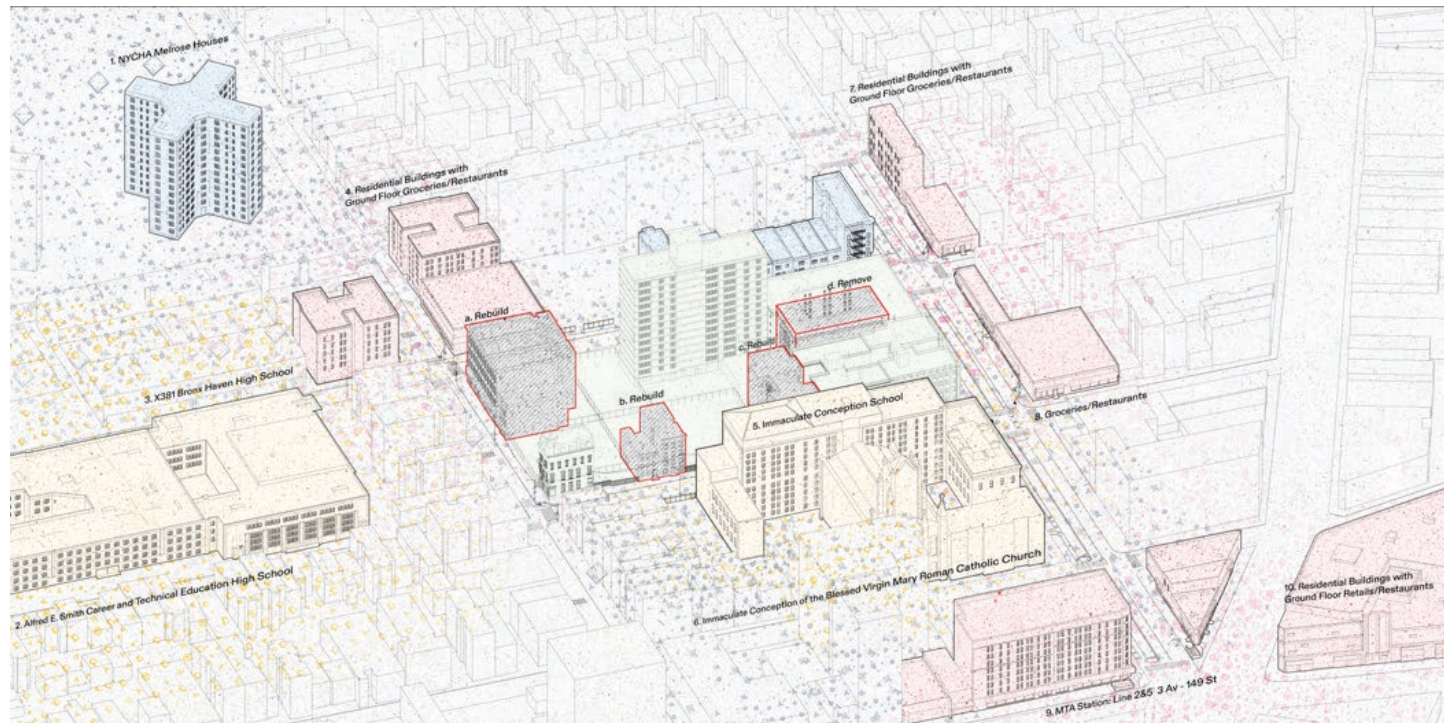 1. NYCHA Melrose Houses
7. Residential Buildings with
Ground Floor Groceries/Restaurants
4. Residential Buildings with
Ground Floor Groceries/Restaurants
d. Remove
a. Rebuild
c. Rebuild
3. X381 Bronx Haven High School
b. Rebuild
8. Groceries/Restaurants
5. Immaculate Conception School
2. Alfred E. Smith Career and Technical Education High School
6. Immaculate Conception of the Blessed Virgin Mary Roman Catholic Church
10. Residential Buildings with
Ground Floor Retails/Restaurants
9. MTA Station: Line 2&5 3 Av - 149 St